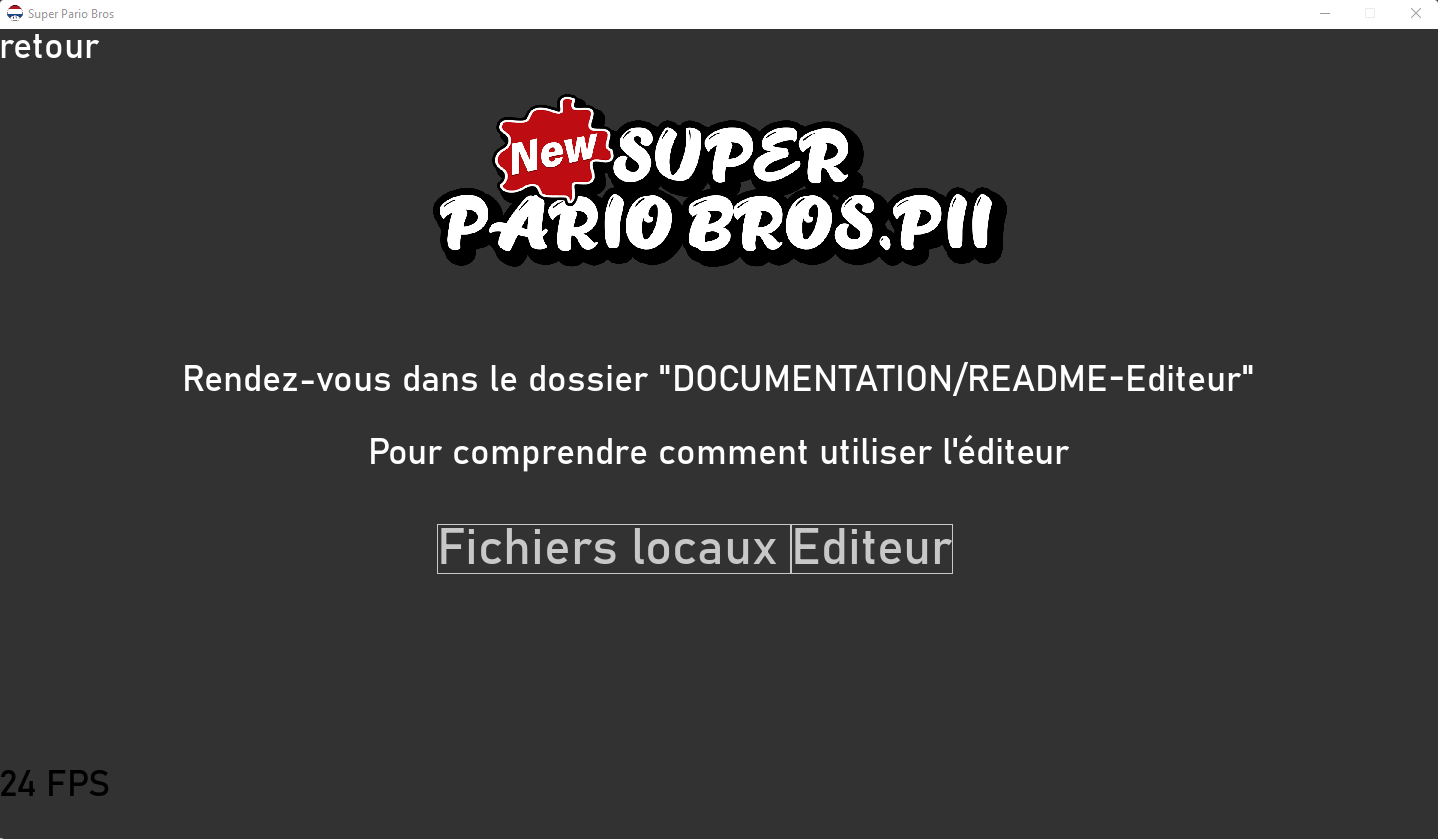 Super Pario Bros
retour
New SUPER
PARIO BROS.PII
Rendez-vous dans le dossier "DOCUMENTATION/README-Editeur"
Pour comprendre comment utiliser l'éditeur
Fichiers locaux Editeur
24 FPS